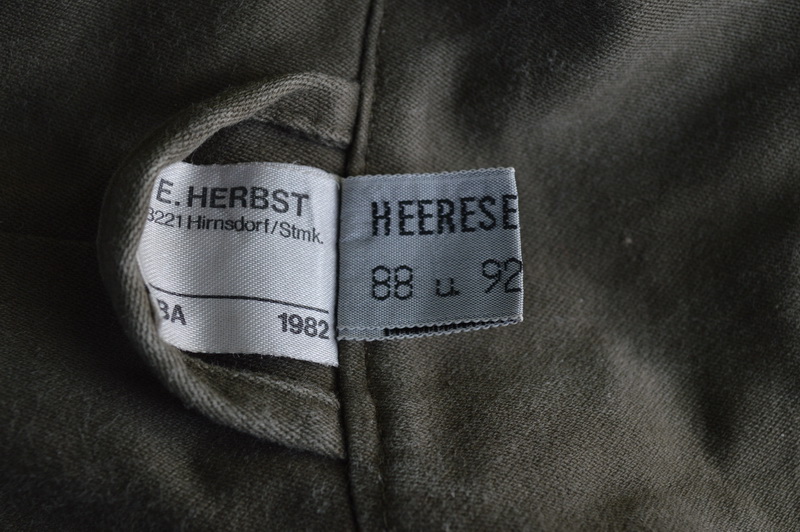 E. HERBST
8221 Hirnsdorf/Stmk.
BA 1982
HEERESE
88 u 92